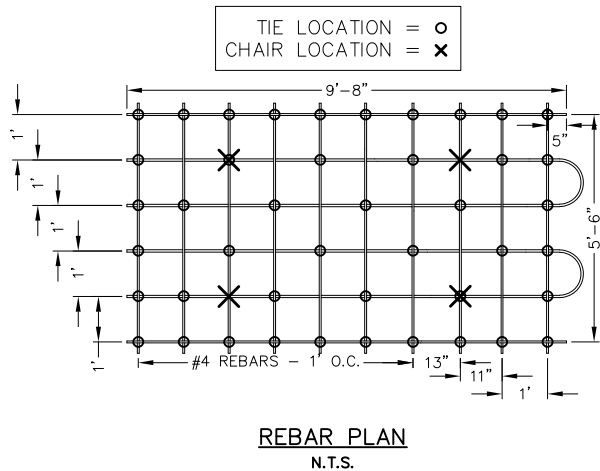 TIE LOCATION = O
CHAIR LOCATION = X
9'-8"
1'
5"
1'
1'
5'-6"
1'
1'
#4 REBARS - 1' O.C.
13"
11"
1'
REBAR PLAN
N.T.S.